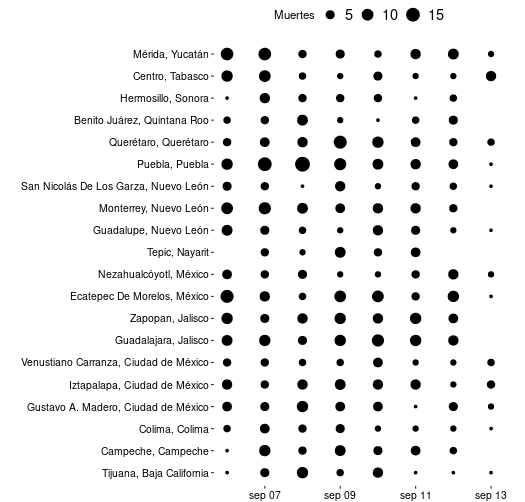 Muertes 5 10 15
Mérida, Yucatán
Centro, Tabasco
Hermosillo, Sonora
Benito Juárez, Quintana Roo
Querétaro, Querétaro
Puebla, Puebla
San Nicolás De Los Garza, Nuevo León
Monterrey, Nuevo León
Guadalupe, Nuevo León
Tepic, Nayarit
Nezahualcóyotl, México
Ecatepec De Morelos, México
Zapopan, Jalisco
Guadalajara, Jalisco
Venustiano Carranza, Ciudad de México
Iztapalapa, Ciudad de México
Gustavo A. Madero, Ciudad de México
Colima, Colima
Campeche, Campeche
Tijuana, Baja California
sep 07 sep 09 sep 11 sep 13